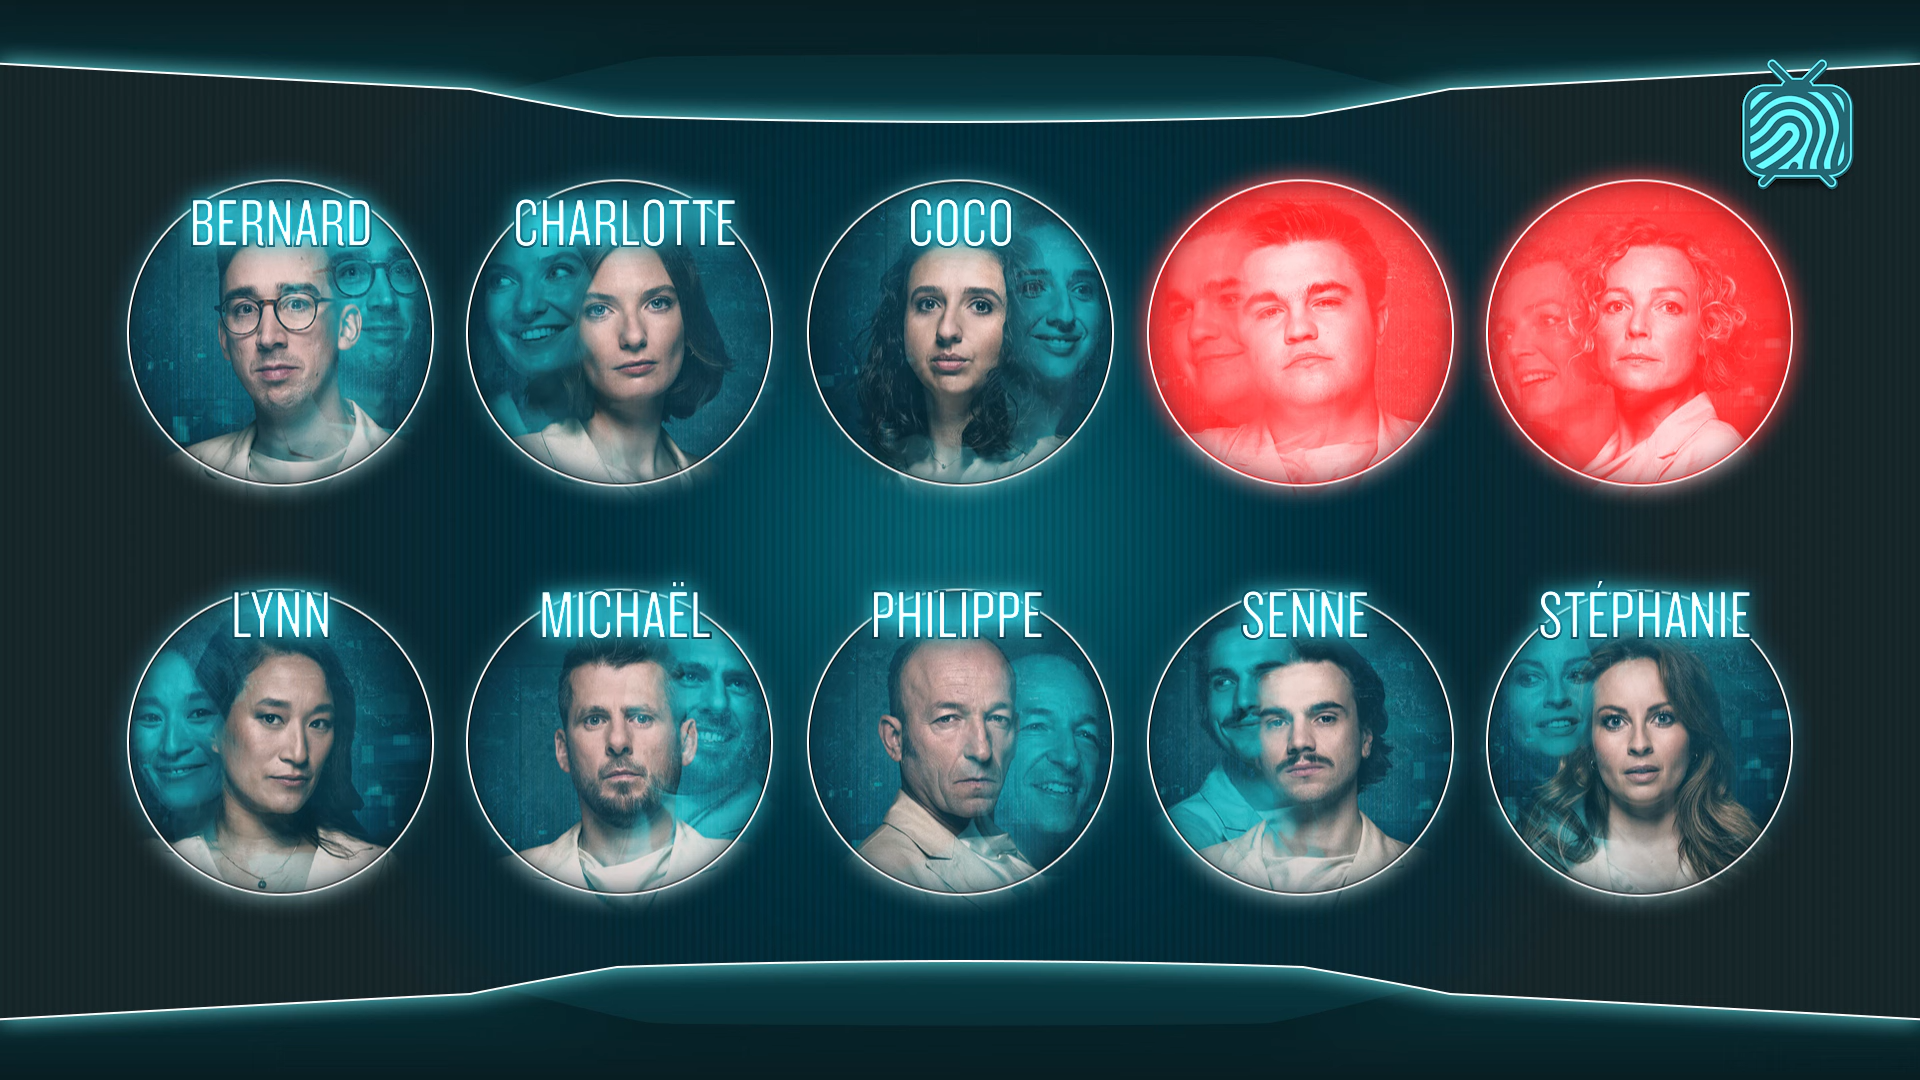 BERNARD
CHARLOTTE
COCO
LYNN
MICHAËL
PHILIPPE
SENNE
STÉPHANIE